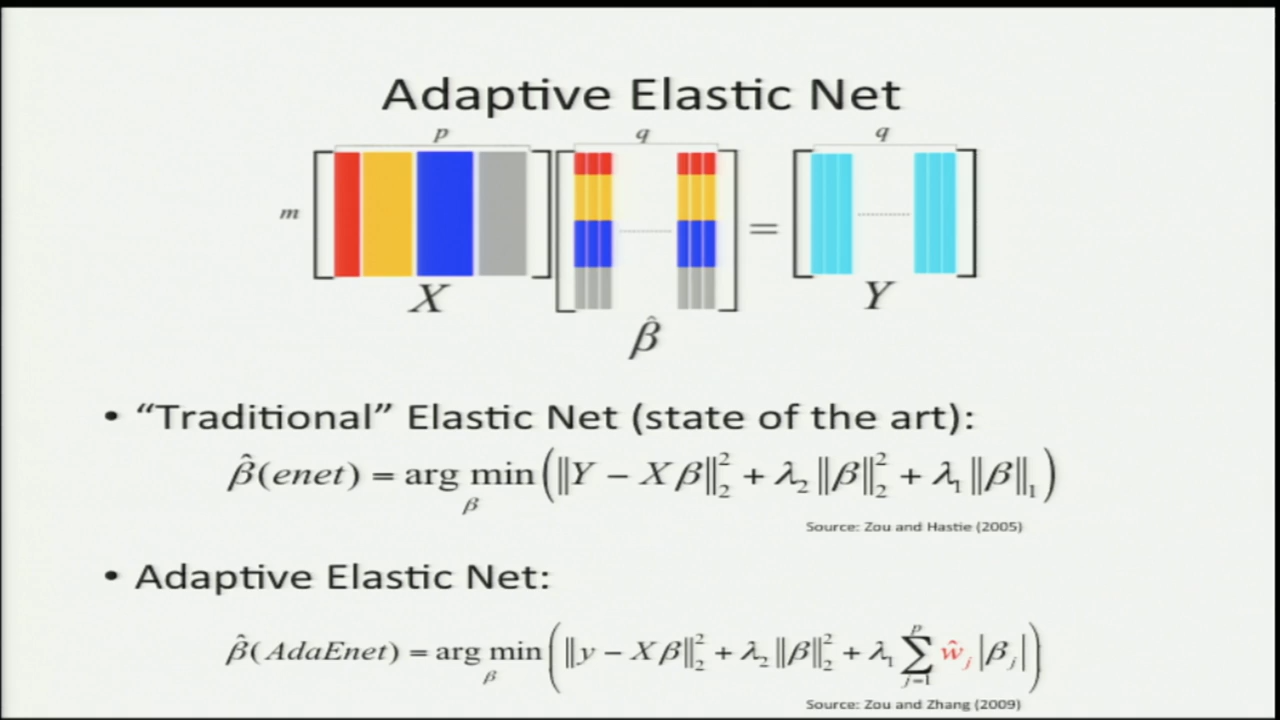 Adaptive Elastic Net
p q q
m
=
X β̂ Y
• “Traditional” Elastic Net (state of the art):
β̂(enet) = arg min_β (‖Y − Xβ‖₂² + λ₂‖β‖₂² + λ₁‖β‖₁)
Source: Zou and Hastie (2005)
• Adaptive Elastic Net:
β̂(AdaEnet) = arg min_β (‖y − Xβ‖₂² + λ₂‖β‖₂² + λ₁ ∑_{j=1}^{p} ŵ_j |β_j|)
Source: Zou and Zhang (2009)